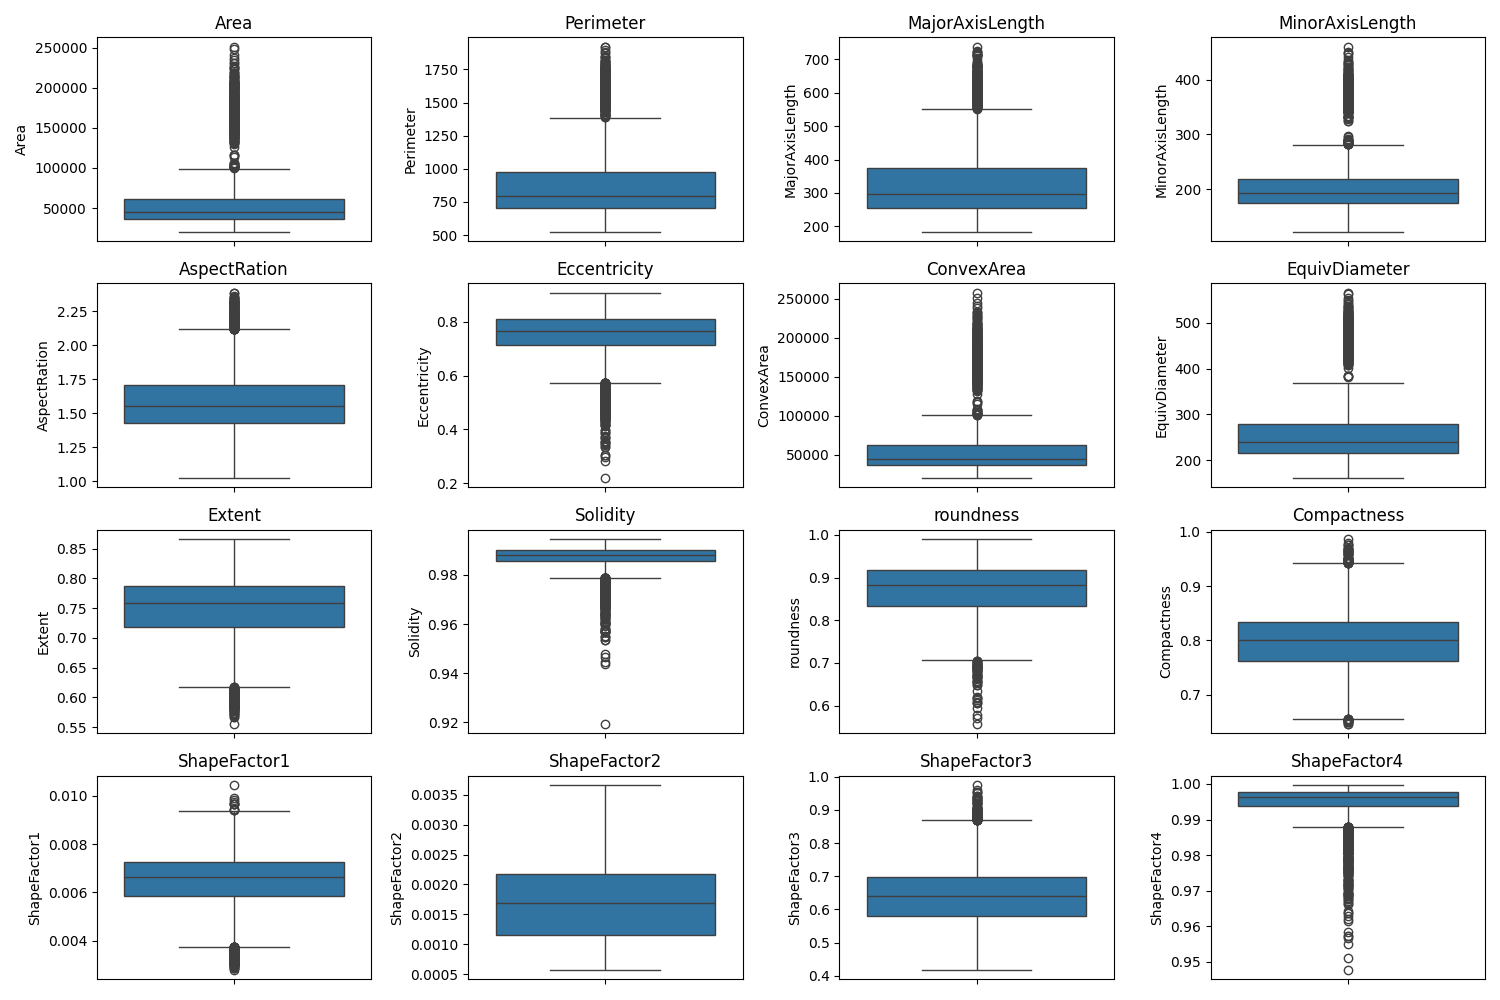 Area
Perimeter
MajorAxisLength
MinorAxisLength
250000
200000
150000
100000
50000
Area
1750
1500
1250
1000
750
500
Perimeter
700
600
500
400
300
200
MajorAxisLength
400
300
200
MinorAxisLength
AspectRation
Eccentricity
ConvexArea
EquivDiameter
2.25
2.00
1.75
1.50
1.25
1.00
AspectRation
0.8
0.6
0.4
0.2
Eccentricity
250000
200000
150000
100000
50000
ConvexArea
500
400
300
200
EquivDiameter
Extent
Solidity
roundness
Compactness
0.85
0.80
0.75
0.70
0.65
0.60
0.55
Extent
0.98
0.96
0.94
0.92
Solidity
1.0
0.9
0.8
0.7
0.6
roundness
1.0
0.9
0.8
0.7
Compactness
ShapeFactor1
ShapeFactor2
ShapeFactor3
ShapeFactor4
0.010
0.008
0.006
0.004
ShapeFactor1
0.0035
0.0030
0.0025
0.0020
0.0015
0.0010
0.0005
ShapeFactor2
1.0
0.9
0.8
0.7
0.6
0.5
0.4
ShapeFactor3
1.00
0.99
0.98
0.97
0.96
0.95
ShapeFactor4